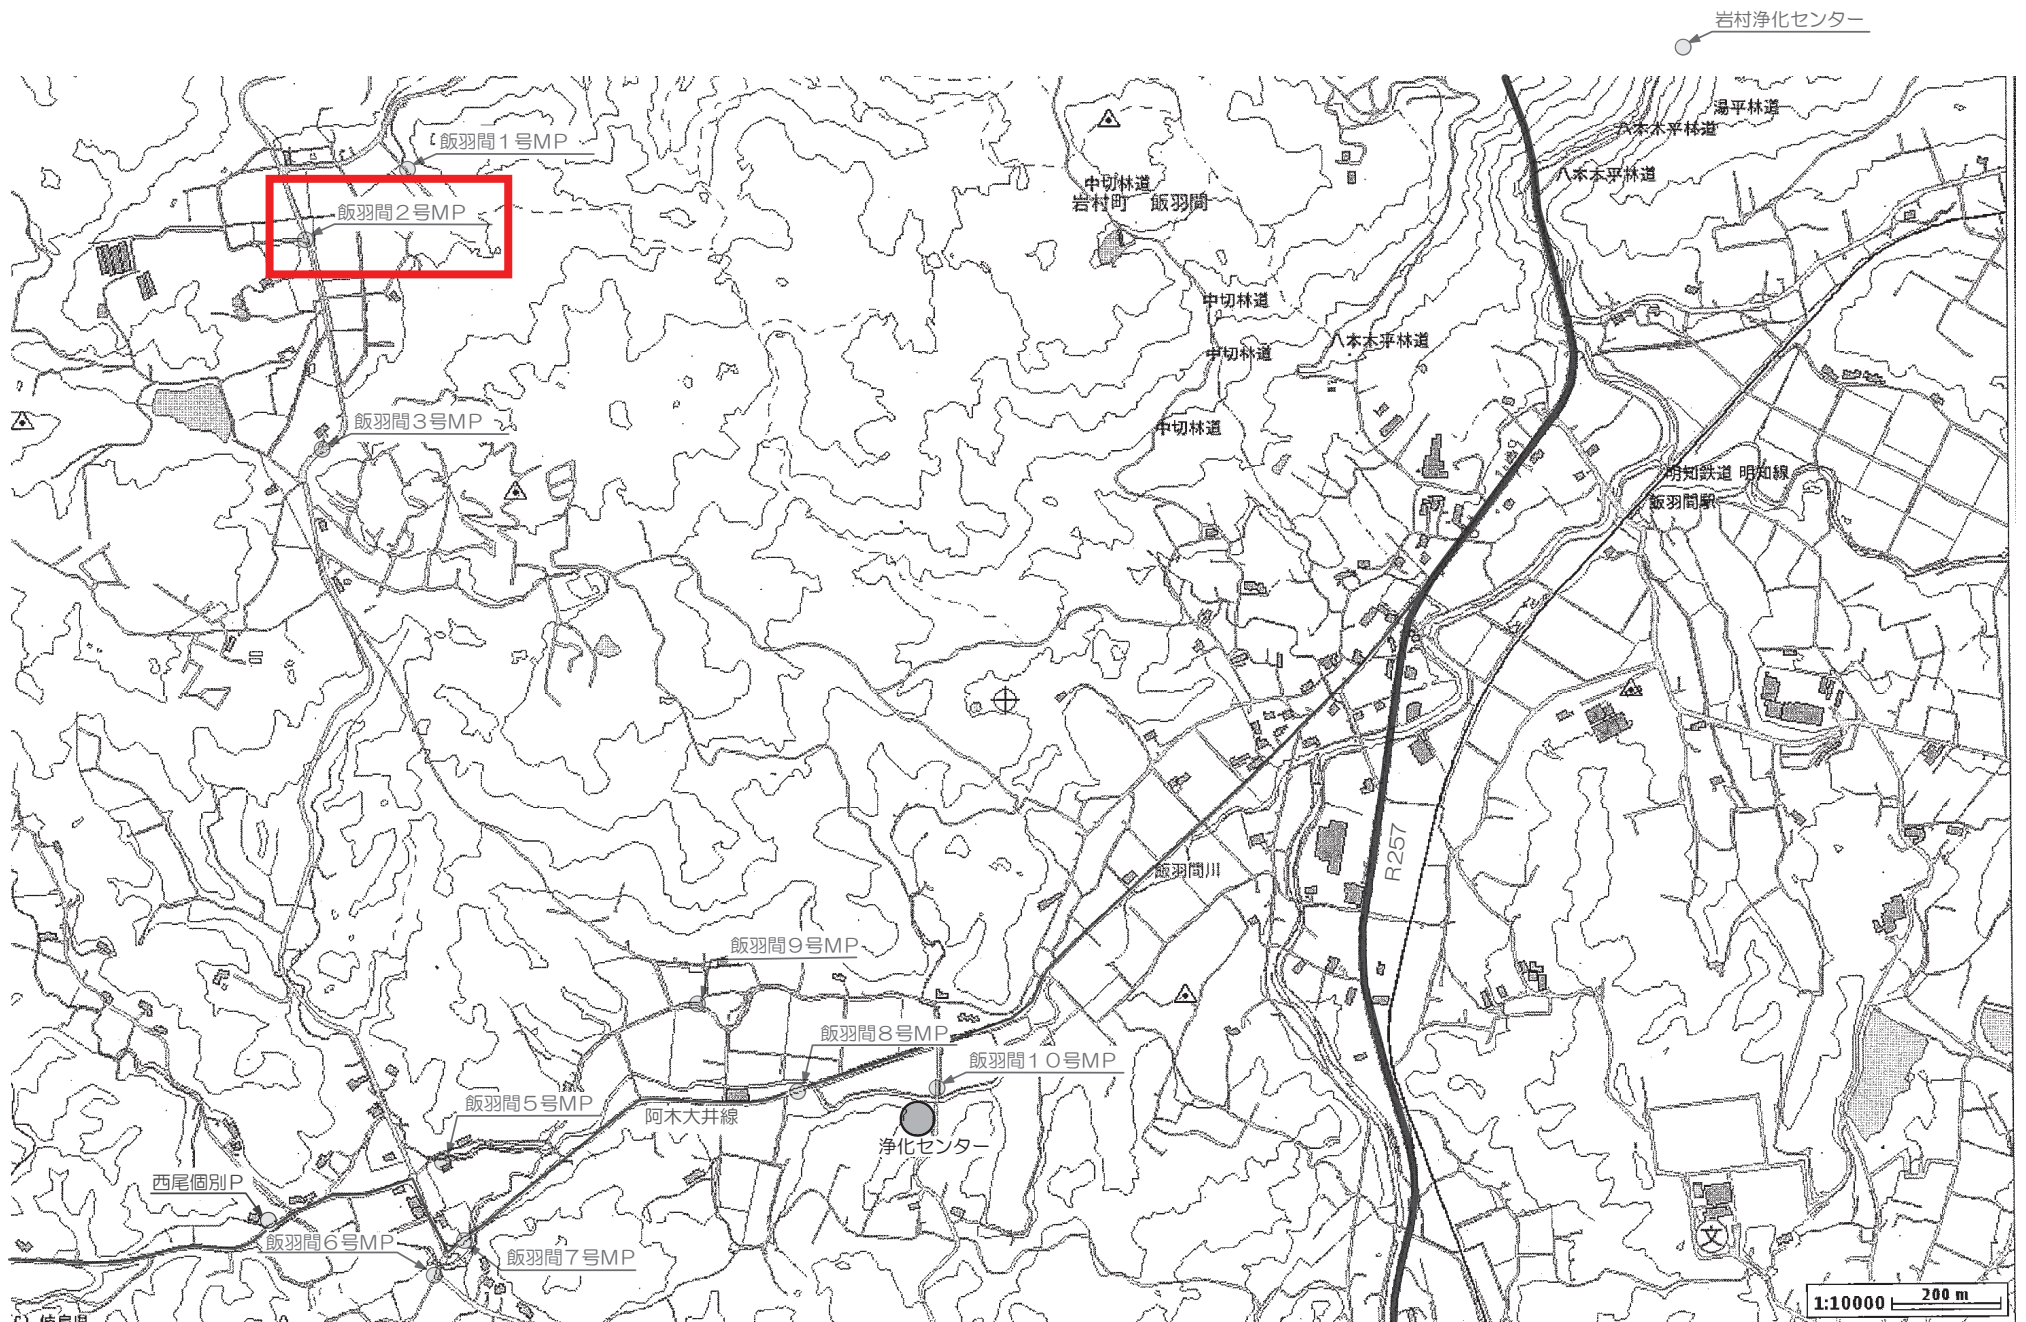 岩村浄化センター
湯平林道
八本木平林道
飯羽間1号MP
八本木平林道
中切林道
岩村町 飯羽間
飯羽間2号MP
中切林道
八本木平林道
中切林道
飯羽間3号MP
中切林道
明知鉄道 明知線
飯羽間駅
R257
飯羽間川
飯羽間9号MP
飯羽間8号MP
飯羽間10号MP
飯羽間5号MP
阿木大井線
浄化センター
西尾個別P
文
飯羽間6号MP
飯羽間7号MP
1:10000
200 m